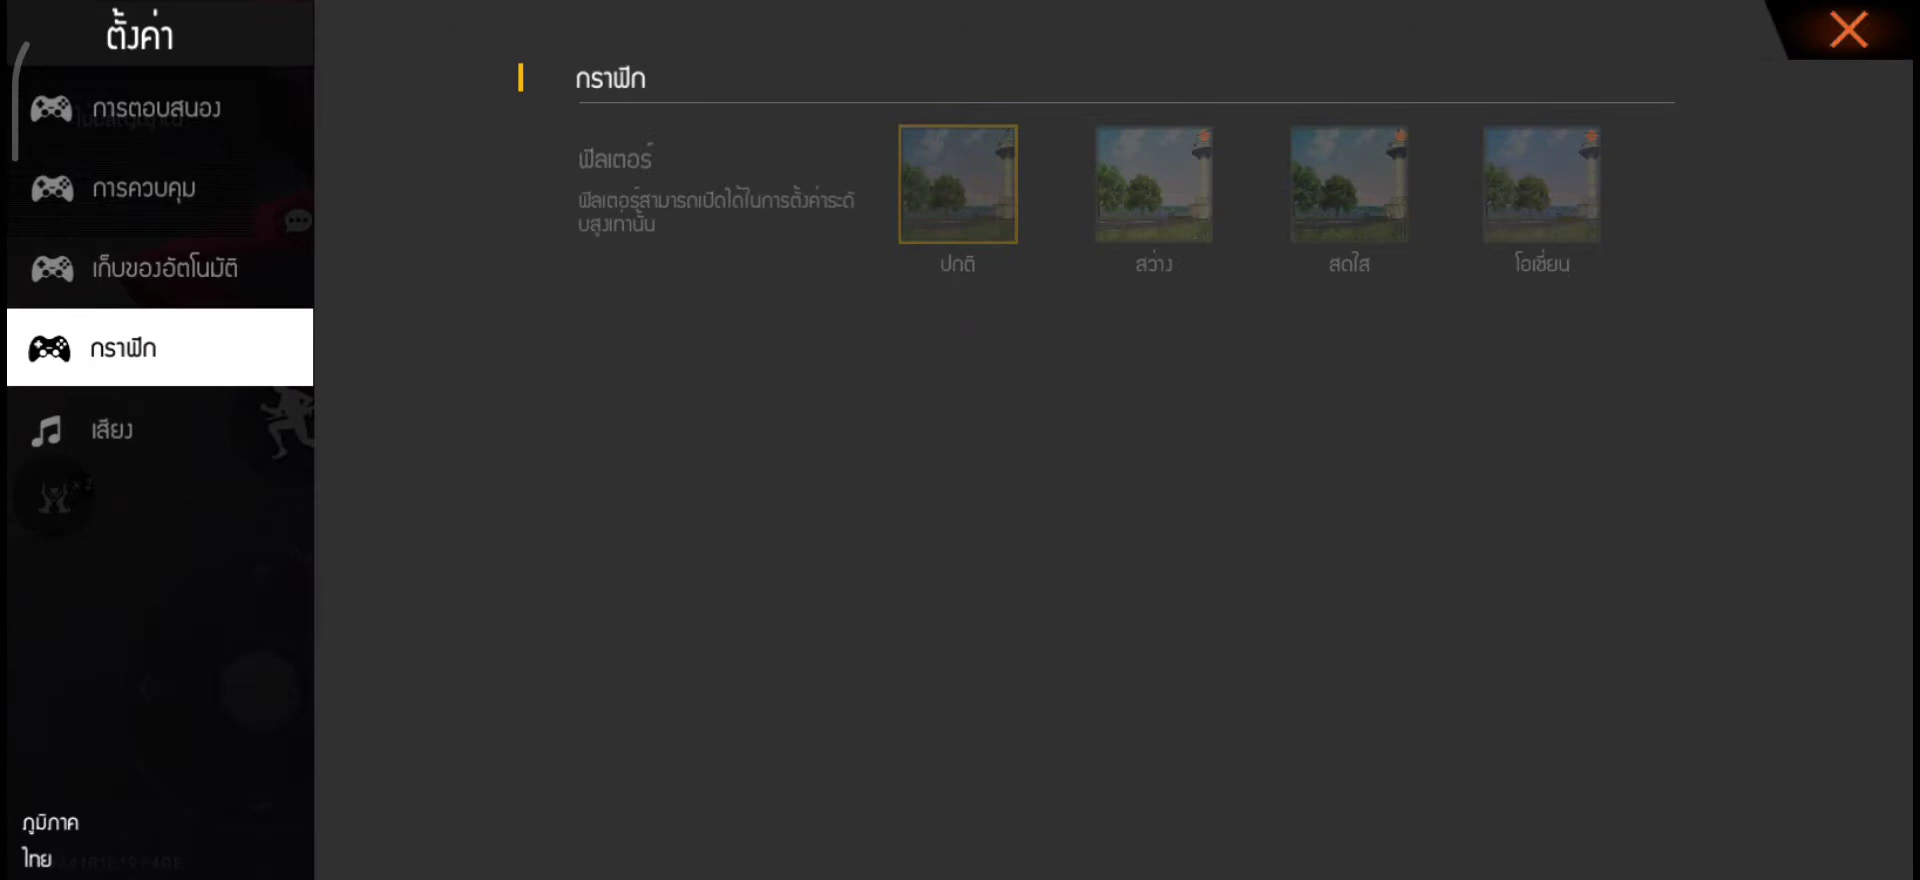 ตั้งค่า
การตอบสนอง
การควบคุม
เก็บของอัตโนมัติ
กราฟิก
เสียง
ภูมิภาค
ไทย
กราฟิก
ฟิลเตอร์
ฟิลเตอร์สามารถเปิดได้ในการตั้งค่าระดั
บสูงเท่านั้น
ปกติ
สว่าง
สดใส
โอเชี่ยน